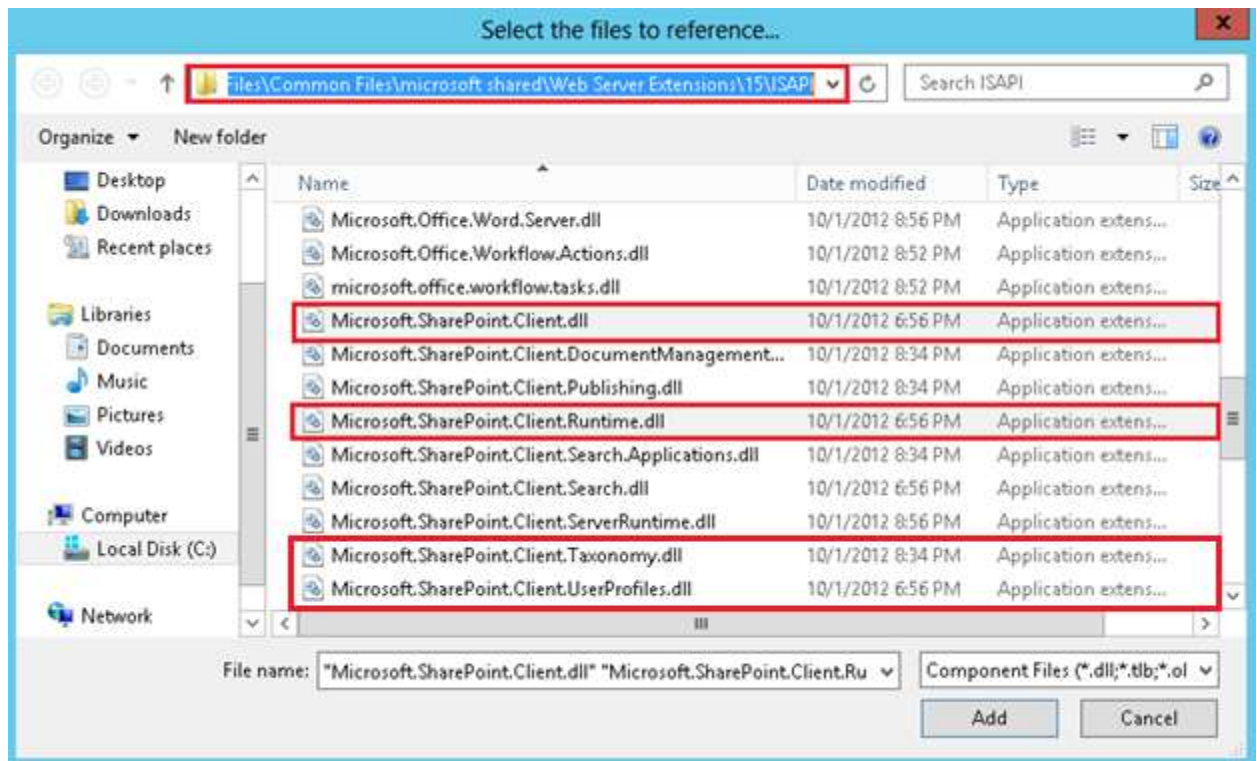 Select the files to reference...
x
Files\Common Files\microsoft shared\Web Server Extensions\15\ISAPI
Search ISAPI
Organize New folder
Name Date modified Type Size
Desktop
Downloads
Recent places
Libraries
Documents
Music
Pictures
Videos
Computer
Local Disk (C:)
Network
Microsoft.Office.Word.Server.dll 10/1/2012 8:56 PM Application extens...
Microsoft.Office.Workflow.Actions.dll 10/1/2012 8:52 PM Application extens...
microsoft.office.workflow.tasks.dll 10/1/2012 8:52 PM Application extens...
Microsoft.SharePoint.Client.dll 10/1/2012 6:56 PM Application extens...
Microsoft.SharePoint.Client.DocumentManagement... 10/1/2012 8:34 PM Application extens...
Microsoft.SharePoint.Client.Publishing.dll 10/1/2012 8:34 PM Application extens...
Microsoft.SharePoint.Client.Runtime.dll 10/1/2012 6:56 PM Application extens...
Microsoft.SharePoint.Client.Search.Applications.dll 10/1/2012 8:34 PM Application extens...
Microsoft.SharePoint.Client.Search.dll 10/1/2012 6:56 PM Application extens...
Microsoft.SharePoint.Client.ServerRuntime.dll 10/1/2012 8:56 PM Application extens...
Microsoft.SharePoint.Client.Taxonomy.dll 10/1/2012 8:34 PM Application extens...
Microsoft.SharePoint.Client.UserProfiles.dll 10/1/2012 6:56 PM Application extens...
File name: "Microsoft.SharePoint.Client.dll" "Microsoft.SharePoint.Client.Ru Component Files (*.dll;*.tlb;*.ol
Add Cancel